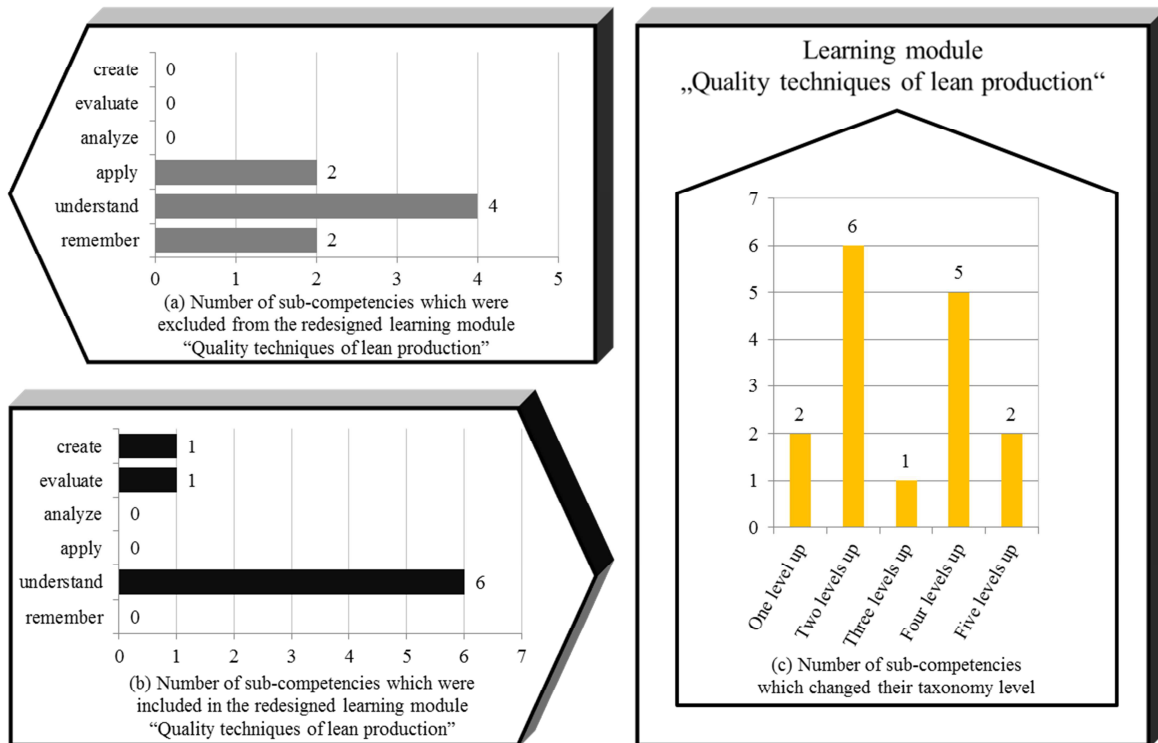 create 0
evaluate 0
analyze 0
apply 2
understand 4
remember 2
0 1 2 3 4 5
(a) Number of sub-competencies which were
excluded from the redesigned learning module
“Quality techniques of lean production”
create 1
evaluate 1
analyze 0
apply 0
understand 6
remember 0
0 1 2 3 4 5 6 7
(b) Number of sub-competencies which were
included in the redesigned learning module
“Quality techniques of lean production”
Learning module
„Quality techniques of lean production“
7
6
5
4
3
2
1
0
2
6
1
5
2
One level up
Two levels up
Three levels up
Four levels up
Five levels up
(c) Number of sub-competencies
which changed their taxonomy level